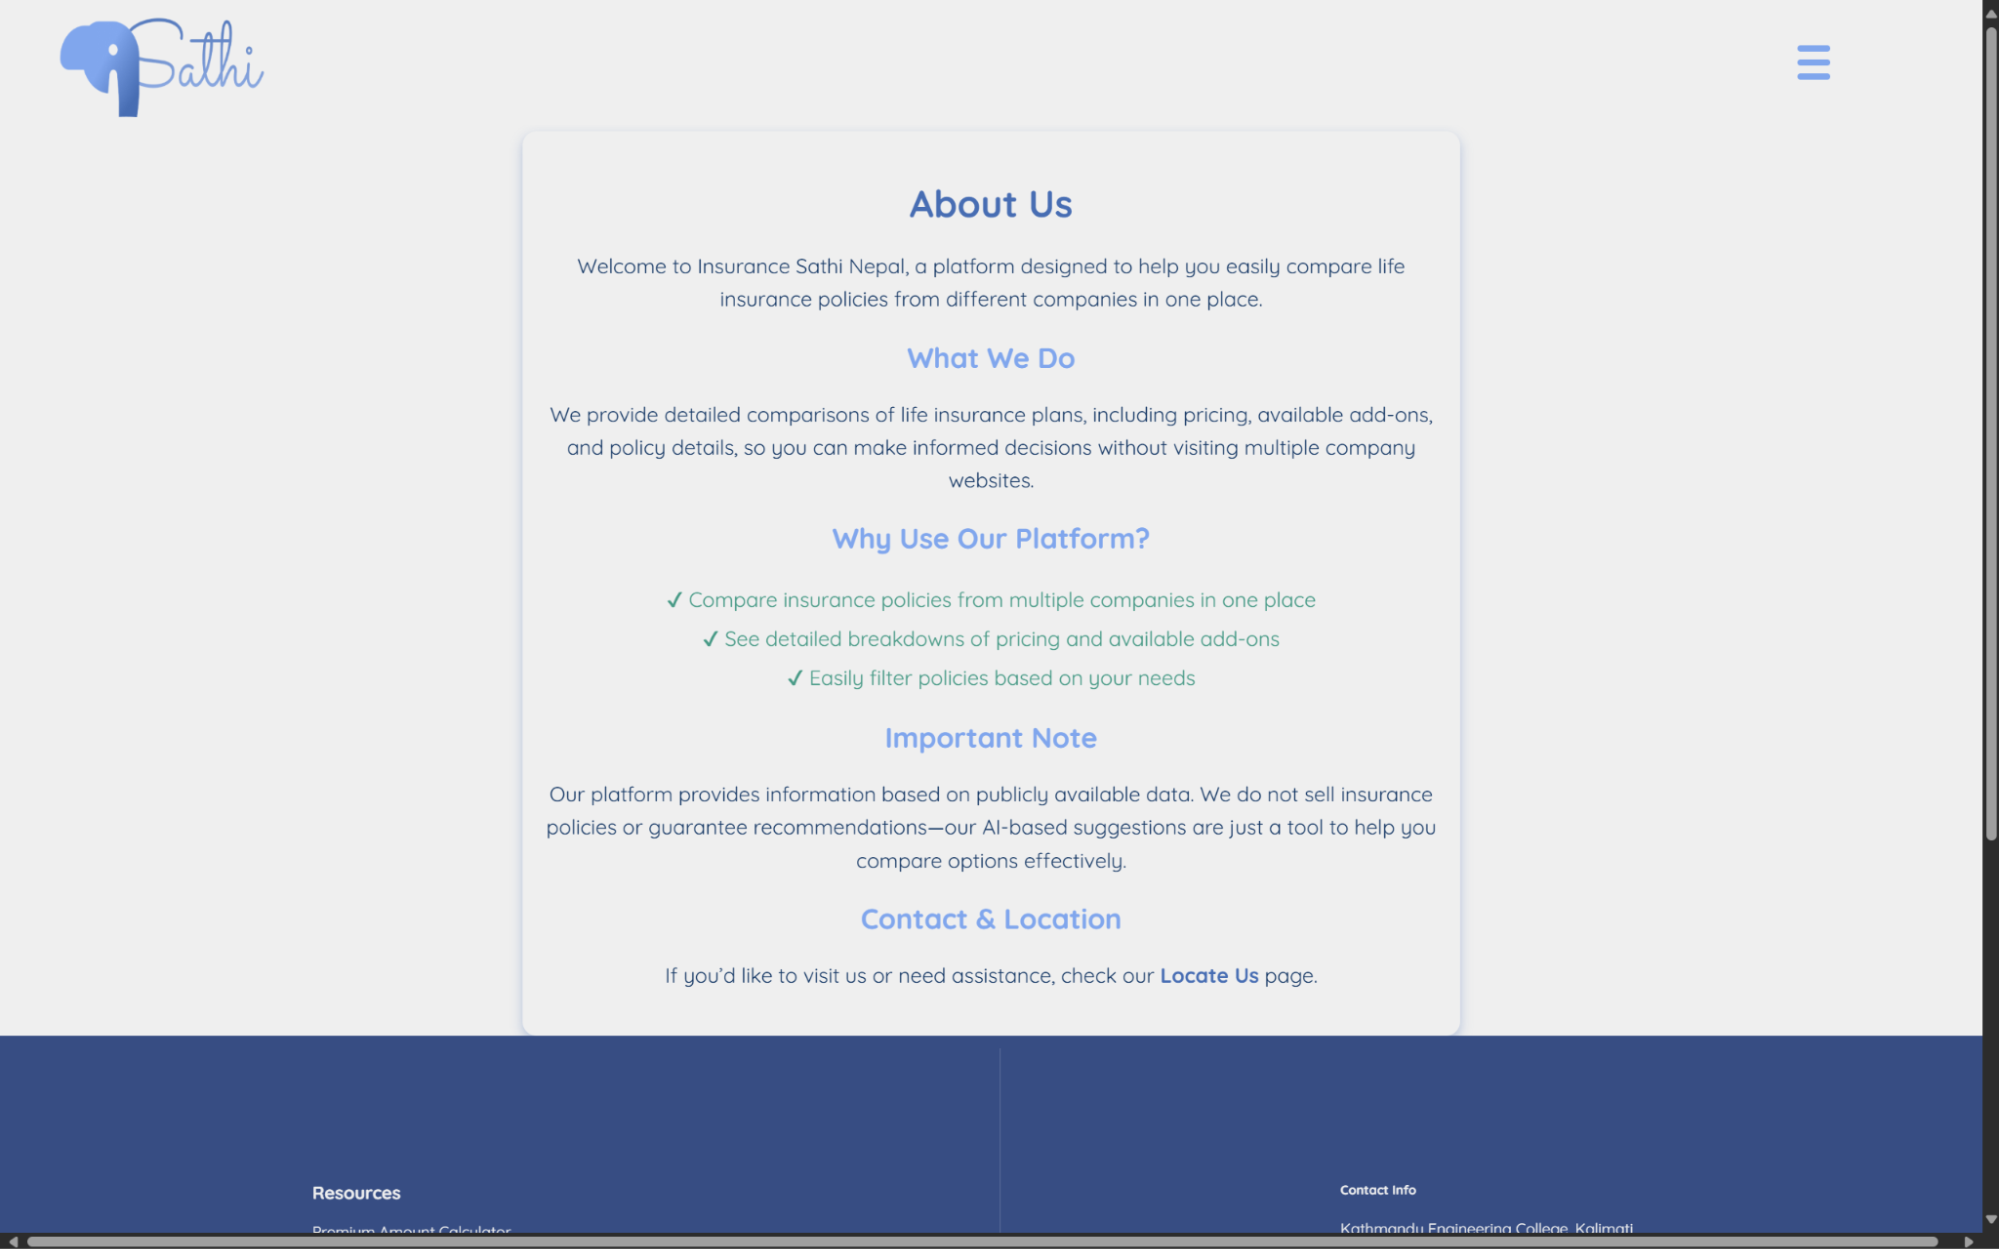 Sathi
About Us
Welcome to Insurance Sathi Nepal, a platform designed to help you easily compare life
insurance policies from different companies in one place.
What We Do
We provide detailed comparisons of life insurance plans, including pricing, available add-ons,
and policy details, so you can make informed decisions without visiting multiple company
websites.
Why Use Our Platform?
✓ Compare insurance policies from multiple companies in one place
✓ See detailed breakdowns of pricing and available add-ons
✓ Easily filter policies based on your needs
Important Note
Our platform provides information based on publicly available data. We do not sell insurance
policies or guarantee recommendations—our AI-based suggestions are just a tool to help you
compare options effectively.
Contact & Location
If you’d like to visit us or need assistance, check our Locate Us page.
Resources
Premium Amount Calculator
Contact Info
Kathmandu Engineering College, Kalimati